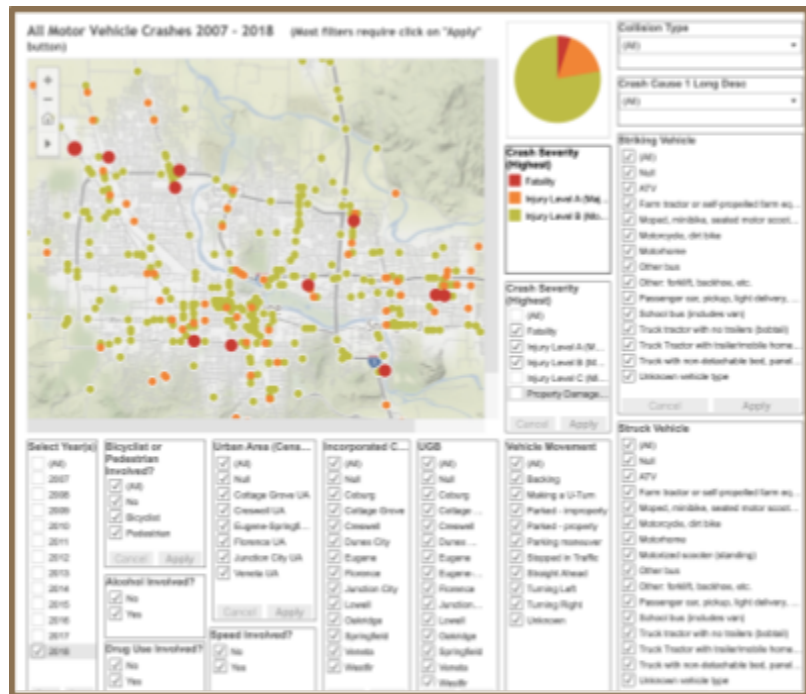 All Motor Vehicle Crashes 2007 - 2018 (Most filters require click on "Apply"
button)
Crash Severity
(Highest)
Fatality
Injury Level A (Maj...
Injury Level B (Mo...
Crash Severity
(Highest)
(All)
Fatality
Injury Level A (M...
Injury Level B (M...
Injury Level C (Mi...
Property Damage...
Cancel Apply
Collision Type
(All)
Crash Cause 1 Long Desc
(All)
Striking Vehicle
(All)
Null
ATV
Farm tractor or self-propelled farm eq...
Moped, minibike, seated motor scoot...
Motorcycle, dirt bike
Motorhome
Other bus
Other: forklift, backhoe, etc.
Passenger car, pickup, light delivery, ...
School bus (includes van)
Truck tractor with no trailers (bobtail)
Truck Tractor with trailer/mobile home...
Truck with non-detachable bed, panel...
Unknown vehicle type
Cancel Apply
Select Year(s)
(All)
2007
2008
2009
2010
2011
2012
2013
2014
2015
2016
2017
2018
Bicyclist or
Pedestrian
Involved?
(All)
No
Bicyclist
Pedestrian
Cancel Apply
Alcohol Involved?
No
Yes
Drug Use Involved?
No
Yes
Urban Area (Cens...
(All)
Null
Cottage Grove UA
Creswell UA
Eugene-Springfi...
Florence UA
Junction City UA
Veneta UA
Cancel Apply
Speed Involved?
No
Yes
Incorporated C...
(All)
Null
Coburg
Cottage Grove
Creswell
Dunes City
Eugene
Florence
Junction City
Lowell
Oakridge
Springfield
Veneta
Westfir
UGB
(All)
Null
Coburg
Cottage ...
Creswell
Dunes ...
Eugene
Eugene-...
Florence
Junction...
Lowell
Oakridge
Springfield
Veneta
Westfir
Vehicle Movement
(All)
Backing
Making a U-Turn
Parked - improperly
Parked - properly
Parking maneuver
Stopped in Traffic
Straight Ahead
Turning Left
Turning Right
Unknown
Struck Vehicle
(All)
Null
ATV
Farm tractor or self-propelled farm eq...
Moped, minibike, seated motor scoot...
Motorcycle, dirt bike
Motorhome
Motorized scooter (standing)
Other bus
Other: forklift, backhoe, etc.
Passenger car, pickup, light delivery, ...
School bus (includes van)
Truck tractor with no trailers (bobtail)
Truck Tractor with trailer/mobile home...
Truck with non-detachable bed, panel...
Unknown vehicle type